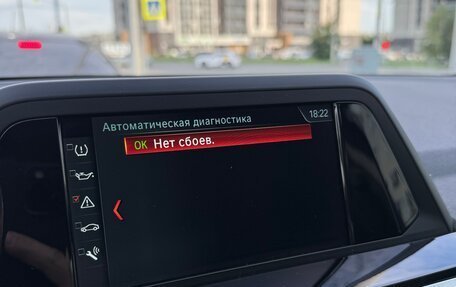 Автоматическая диагностика 18:22
OK Нет сбоев.